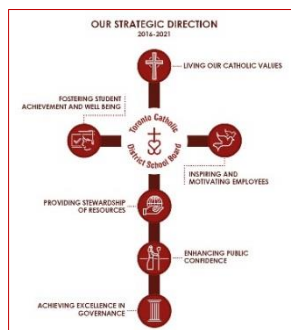 OUR STRATEGIC DIRECTION
2016-2021
LIVING OUR CATHOLIC VALUES
FOSTERING STUDENT
ACHIEVEMENT AND WELL BEING
Toronto Catholic
District School Board
INSPIRING AND
MOTIVATING EMPLOYEES
PROVIDING STEWARDSHIP
OF RESOURCES
ENHANCING PUBLIC
CONFIDENCE
ACHIEVING EXCELLENCE IN
GOVERNANCE